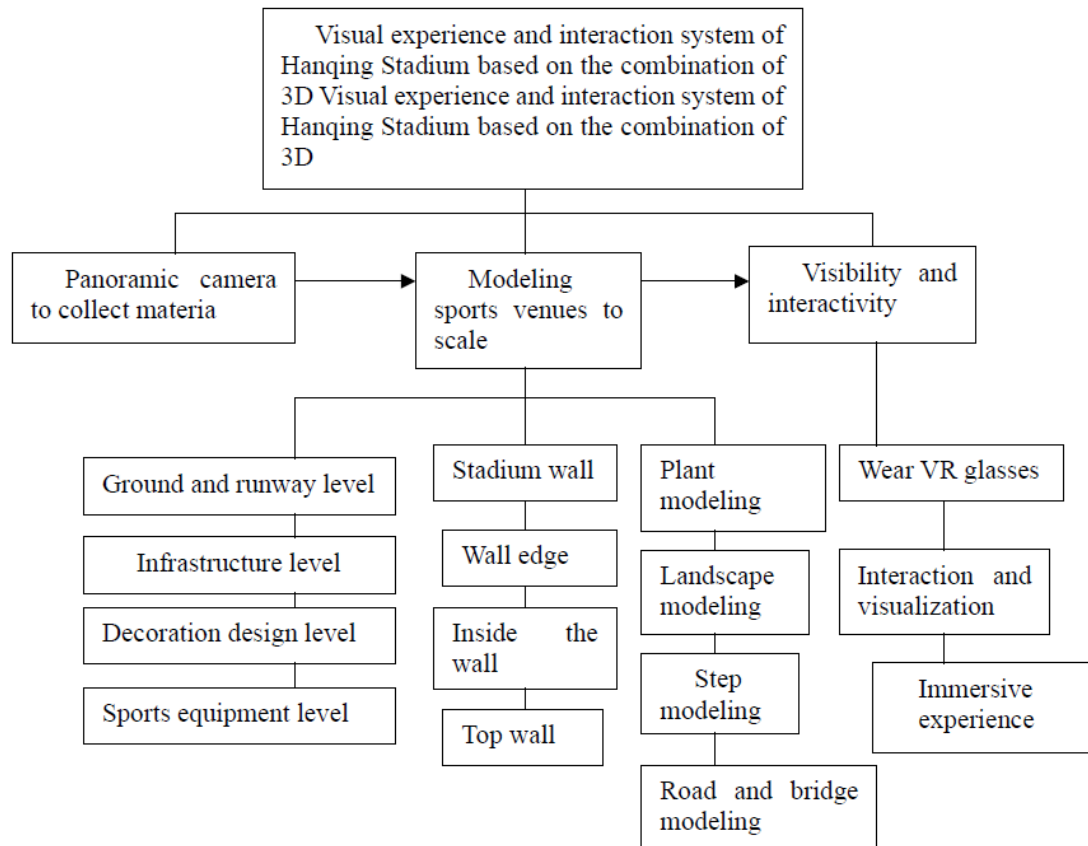 Visual experience and interaction system of
Hanqing Stadium based on the combination of
3D Visual experience and interaction system of
Hanqing Stadium based on the combination of
3D
Panoramic camera
to collect materia
Modeling
sports venues to
scale
Visibility and
interactivity
Ground and runway level
Infrastructure level
Decoration design level
Sports equipment level
Stadium wall
Wall edge
Inside the
wall
Top wall
Plant
modeling
Landscape
modeling
Step
modeling
Road and bridge
modeling
Wear VR glasses
Interaction and
visualization
Immersive
experience